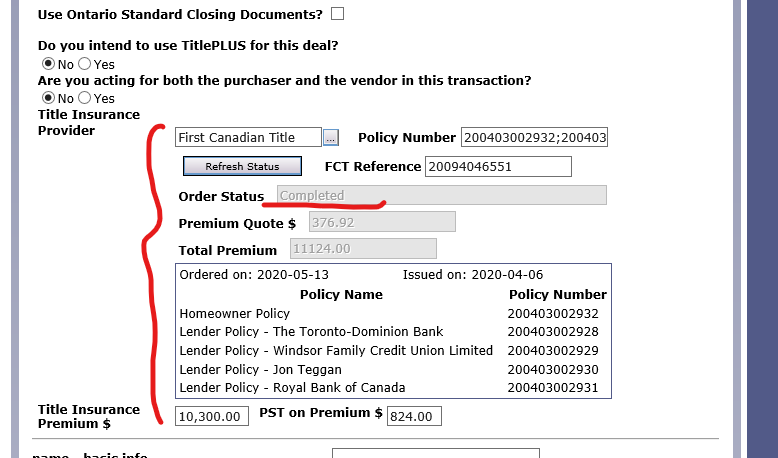 Use Ontario Standard Closing Documents?
Do you intend to use TitlePLUS for this deal?
No Yes
Are you acting for both the purchaser and the vendor in this transaction?
No Yes
Title Insurance
Provider
First Canadian Title ... Policy Number 200403002932;200403
Refresh Status FCT Reference 20094046551
Order Status Completed
Premium Quote $ 376.92
Total Premium 11124.00
Ordered on: 2020-05-13 Issued on: 2020-04-06
Policy Name Policy Number
Homeowner Policy 200403002932
Lender Policy - The Toronto-Dominion Bank 200403002928
Lender Policy - Windsor Family Credit Union Limited 200403002929
Lender Policy - Jon Teggan 200403002930
Lender Policy - Royal Bank of Canada 200403002931
Title Insurance
Premium $ 10,300.00 PST on Premium $ 824.00